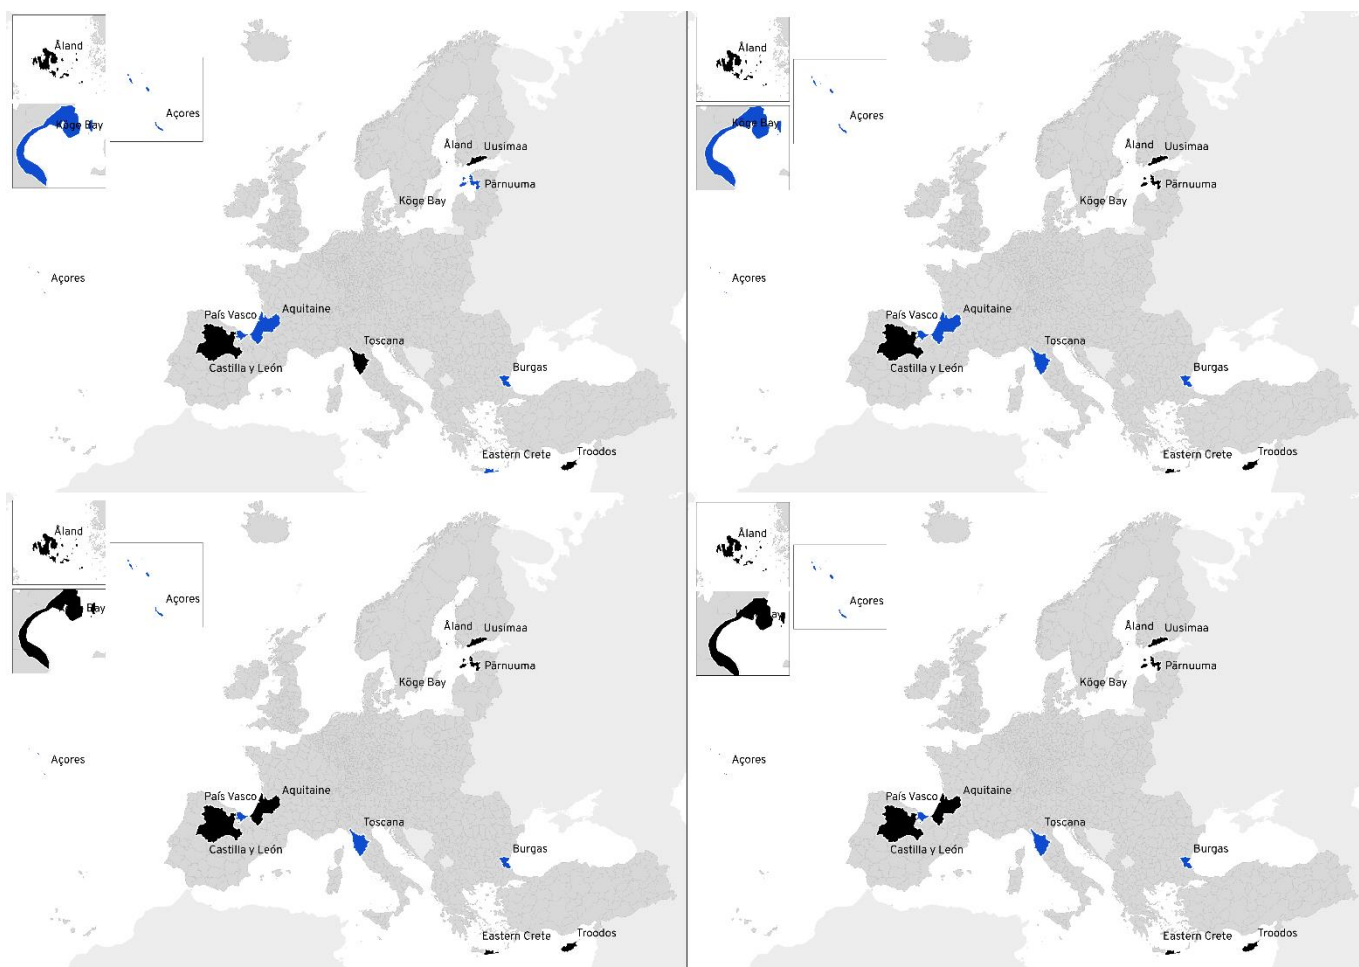 Åland
Köge Bay
Açores
Åland
Uusimaa
Pärnuuma
Köge Bay
Açores
País Vasco
Aquitaine
Castilla y León
Toscana
Burgas
Eastern Crete
Troodos
Åland
Köge Bay
Açores
Åland
Uusimaa
Pärnuuma
Köge Bay
Açores
País Vasco
Aquitaine
Castilla y León
Toscana
Burgas
Eastern Crete
Troodos
Åland
Bay
Açores
Åland
Uusimaa
Pärnuuma
Köge Bay
Açores
País Vasco
Aquitaine
Toscana
Castilla y León
Burgas
Eastern Crete
Troodos
Åland
Açores
Åland
Uusimaa
Pärnuuma
Köge Bay
Açores
País Vasco
Aquitaine
Toscana
Castilla y León
Burgas
Eastern Crete
Troodos